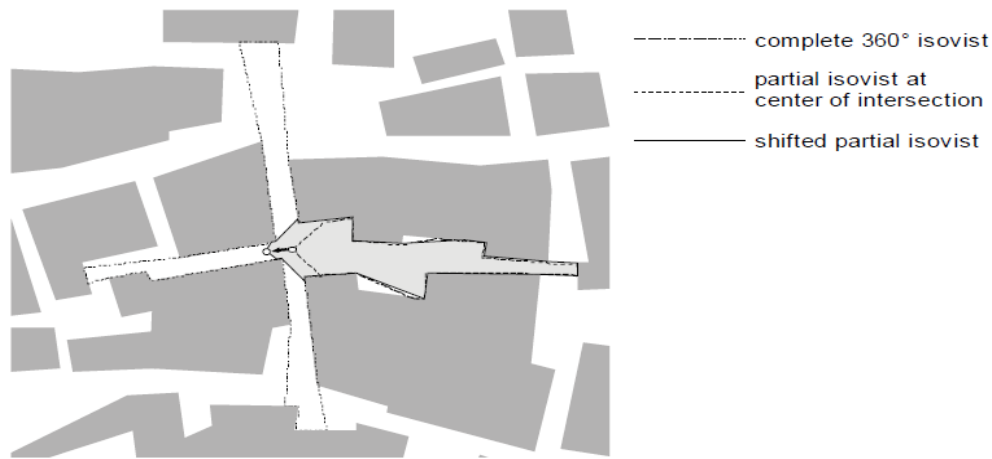 complete 360° isovist
partial isovist at
center of intersection
shifted partial isovist